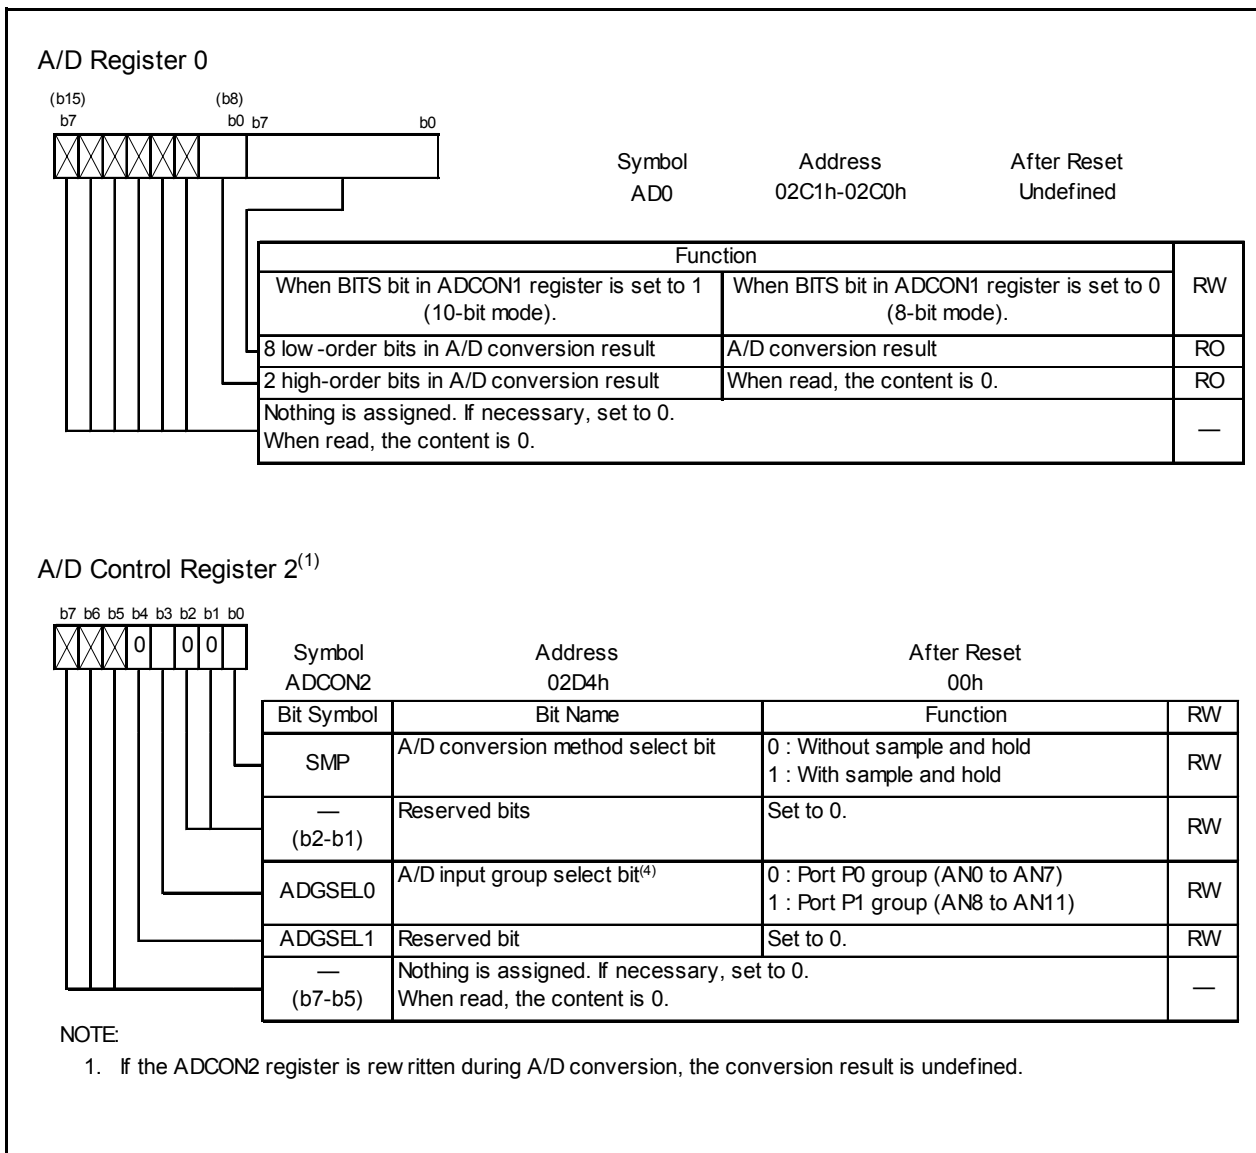 A/D Register 0
(b15) (b8)
b7 b0 b7 b0
Symbol Address After Reset
AD0 02C1h-02C0h Undefined
Function
RW
When BITS bit in ADCON1 register is set to 1 When BITS bit in ADCON1 register is set to 0
(10-bit mode). (8-bit mode).
8 low-order bits in A/D conversion result A/D conversion result RO
2 high-order bits in A/D conversion result When read, the content is 0. RO
Nothing is assigned. If necessary, set to 0.
When read, the content is 0.
—
A/D Control Register 2(1)
b7 b6 b5 b4 b3 b2 b1 b0
0 0 0
Symbol Address After Reset
ADCON2 02D4h 00h
Bit Symbol Bit Name Function RW
SMP A/D conversion method select bit 0 : Without sample and hold RW
1 : With sample and hold
— Reserved bits Set to 0. RW
(b2-b1)
ADGSEL0 A/D input group select bit(4) 0 : Port P0 group (AN0 to AN7) RW
1 : Port P1 group (AN8 to AN11)
ADGSEL1 Reserved bit Set to 0. RW
— Nothing is assigned. If necessary, set to 0. —
(b7-b5) When read, the content is 0.
NOTE:
1. If the ADCON2 register is rewritten during A/D conversion, the conversion result is undefined.